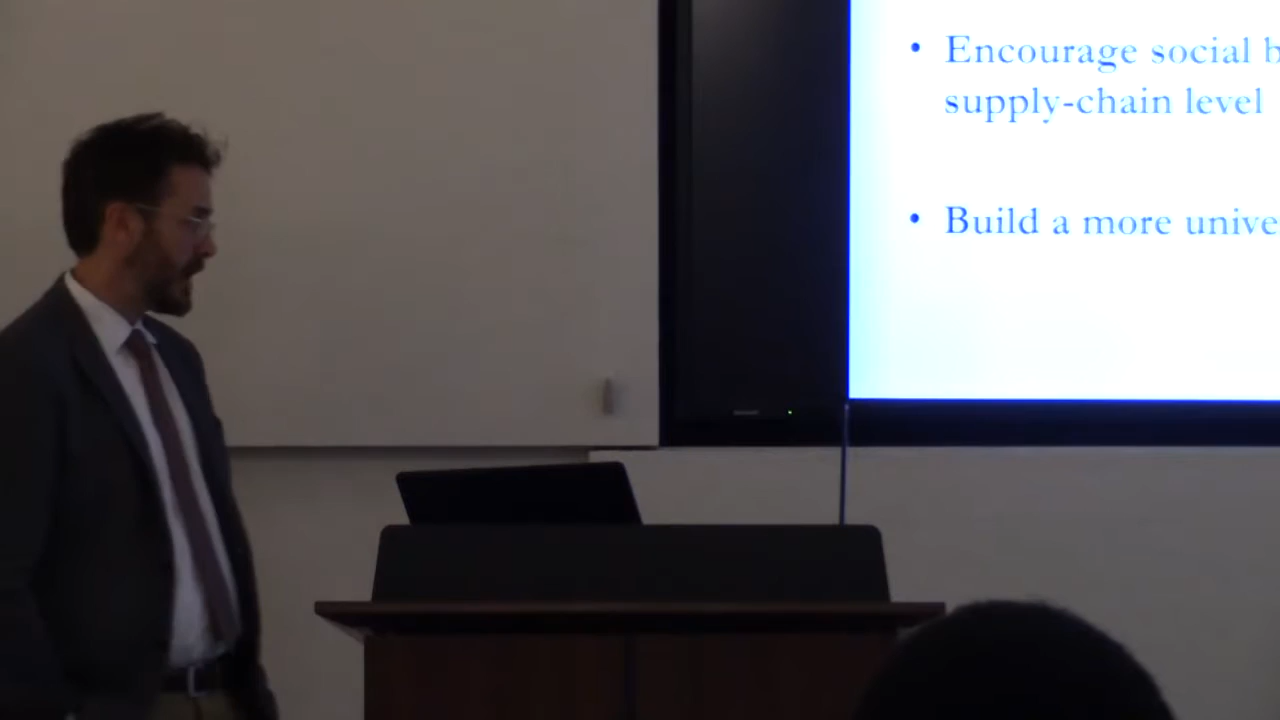 • Encourage social
supply-chain level
• Build a more